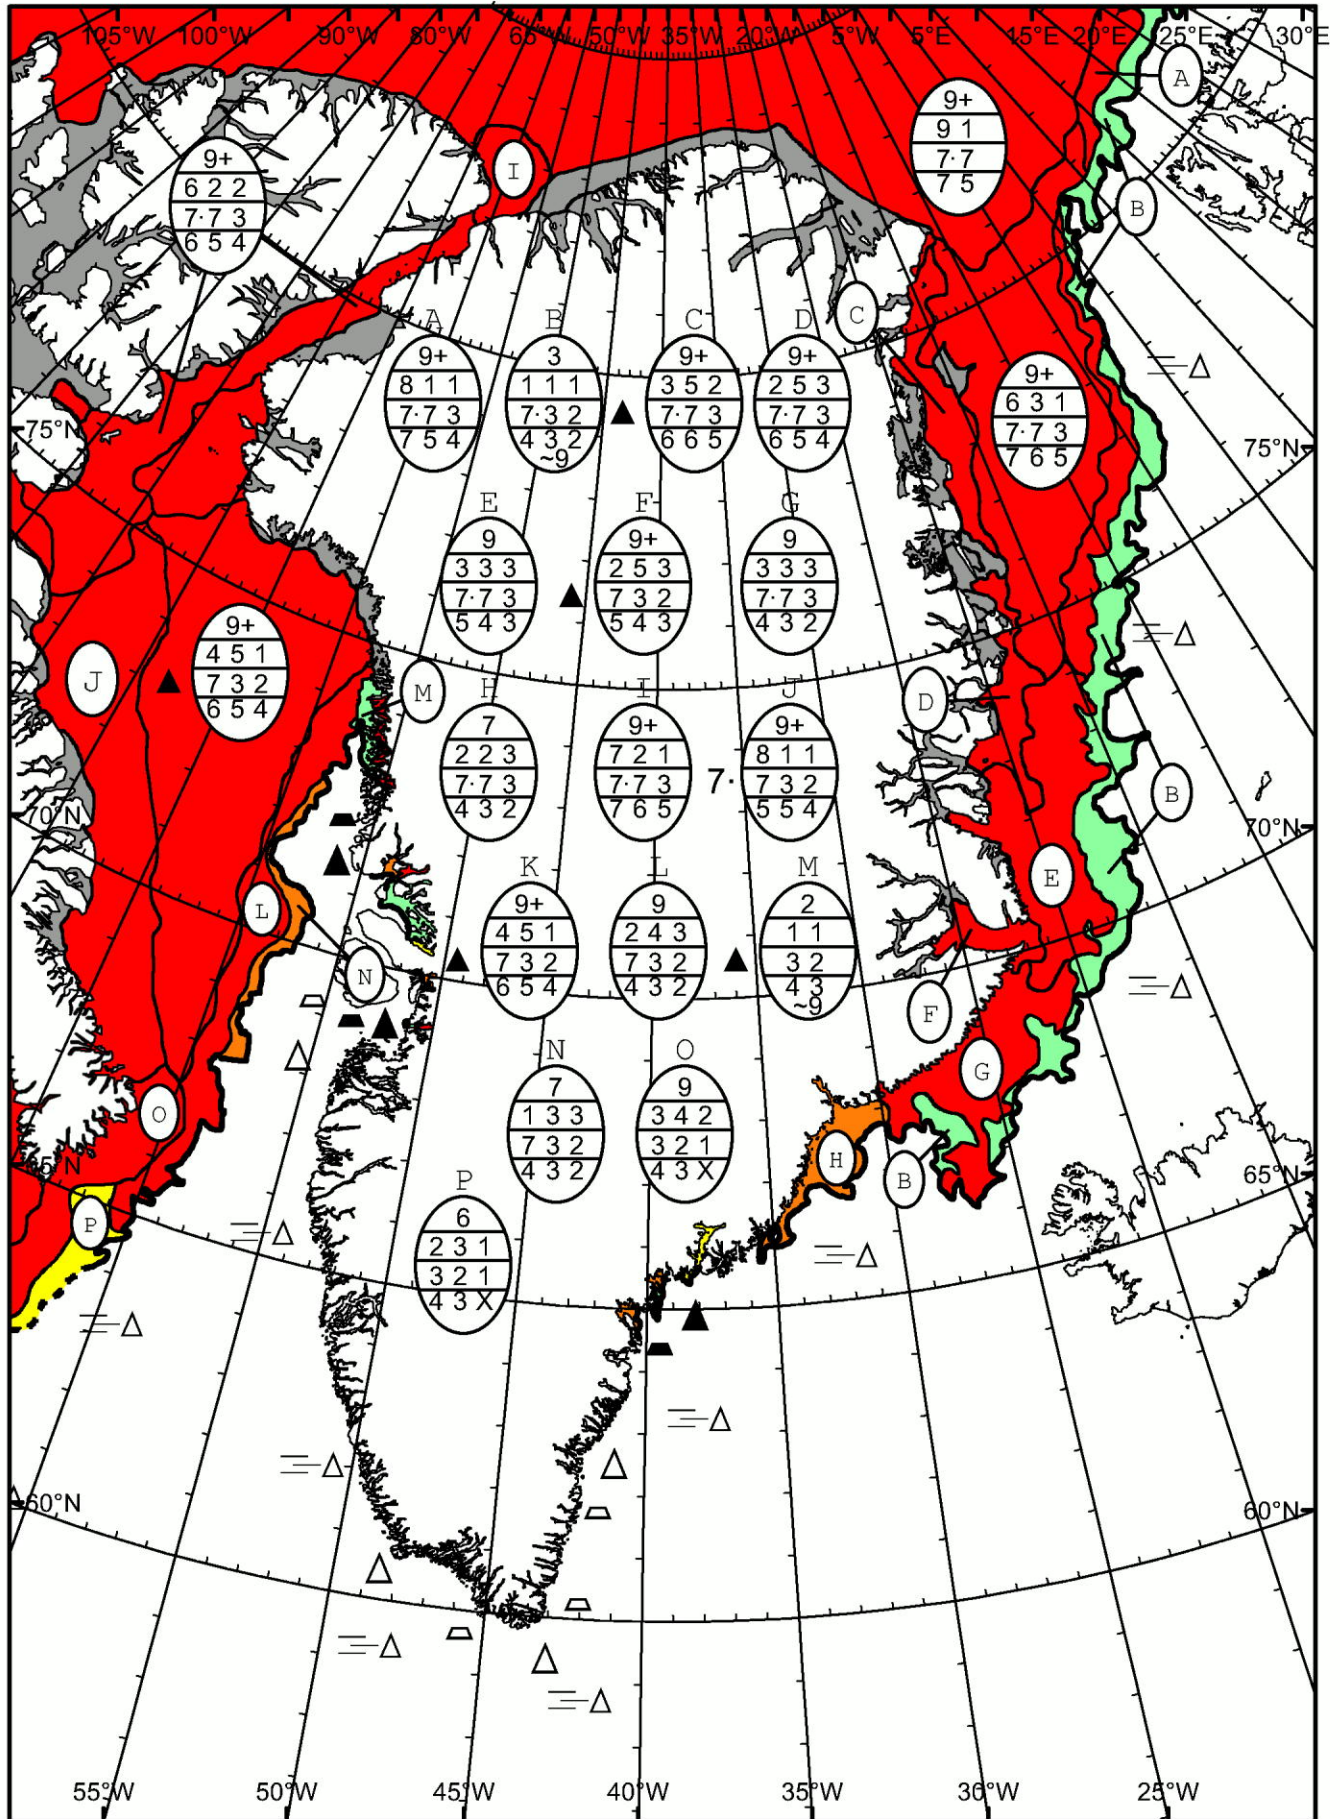 105°W 100°W 90°W 80°W 65°W 50°W 35°W 20°W 5°W 5°E 15°E 20°E 25°E 30°E
A
9+
9 1
7·7
7 5
9+
6 2 2
7·7 3
6 5 4
I
B
C
A B C D
9+ 3 9+ 9+
8 1 1 1 1 1 3 5 2 2 5 3
7·7 3 7·3 2 7·7 3 7·7 3
7 5 4 4 3 2 6 6 5 6 5 4
~9
9+
6 3 1
7·7 3
7 6 5
75°N 75°N
E F G
9 9+ 9
3 3 3 2 5 3 3 3 3
7·7 3 7 3 2 7·7 3
5 4 3 5 4 3 4 3 2
9+
4 5 1
7 3 2
6 5 4
J
M
D
H I J
7 9+ 9+
2 2 3 7 2 1 8 1 1
7·7 3 7·7 3 7· 7 3 2
4 3 2 7 6 5 5 5 4
B
70°N 70°N
E
K L M
9+ 9 2
4 5 1 2 4 3 1 1
7 3 2 7 3 2 3 2
6 5 4 4 3 2 4 3
~9
L
N
F
G
N O
7 9
1 3 3 3 4 2
7 3 2 3 2 1
4 3 2 4 3 X
O
H
B
65°N 65°N
P
P
6
2 3 1
3 2 1
4 3 X
60°N 60°N
55°W 50°W 45°W 40°W 35°W 30°W 25°W